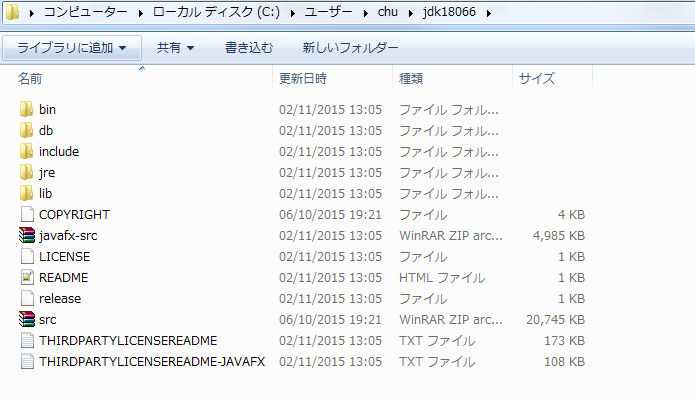 コンピューター ローカル ディスク (C:) ユーザー chu jdk18066
ライブラリに追加 共有 書き込む 新しいフォルダー
名前 更新日時 種類 サイズ
bin 02/11/2015 13:05 ファイル フォル...
db 02/11/2015 13:05 ファイル フォル...
include 02/11/2015 13:05 ファイル フォル...
jre 02/11/2015 13:05 ファイル フォル...
lib 02/11/2015 13:05 ファイル フォル...
COPYRIGHT 06/10/2015 19:21 ファイル 4 KB
javafx-src 02/11/2015 13:05 WinRAR ZIP arc... 4,985 KB
LICENSE 02/11/2015 13:05 ファイル 1 KB
README 02/11/2015 13:05 HTML ファイル 1 KB
release 02/11/2015 13:05 ファイル 1 KB
src 06/10/2015 19:21 WinRAR ZIP arc... 20,745 KB
THIRDPARTYLICENSEREADME 02/11/2015 13:05 TXT ファイル 173 KB
THIRDPARTYLICENSEREADME-JAVAFX 02/11/2015 13:05 TXT ファイル 108 KB